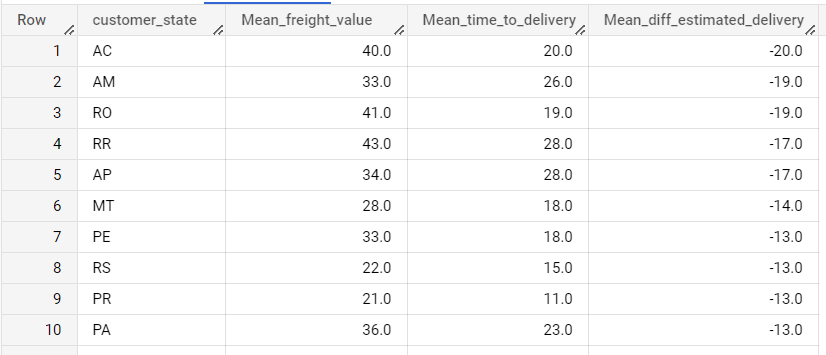 Row customer_state Mean_freight_value Mean_time_to_delivery Mean_diff_estimated_delivery
1 AC 40.0 20.0 -20.0
2 AM 33.0 26.0 -19.0
3 RO 41.0 19.0 -19.0
4 RR 43.0 28.0 -17.0
5 AP 34.0 28.0 -17.0
6 MT 28.0 18.0 -14.0
7 PE 33.0 18.0 -13.0
8 RS 22.0 15.0 -13.0
9 PR 21.0 11.0 -13.0
10 PA 36.0 23.0 -13.0